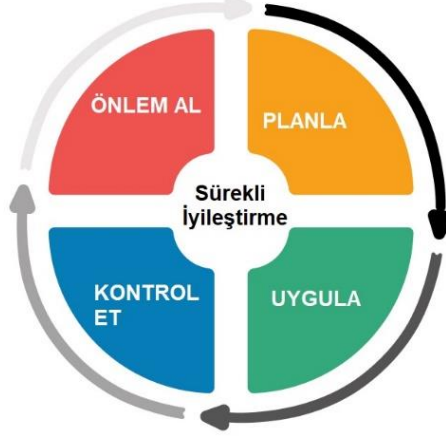 ÖNLEM AL
PLANLA
Sürekli
İyileştirme
KONTROL
ET
UYGULA